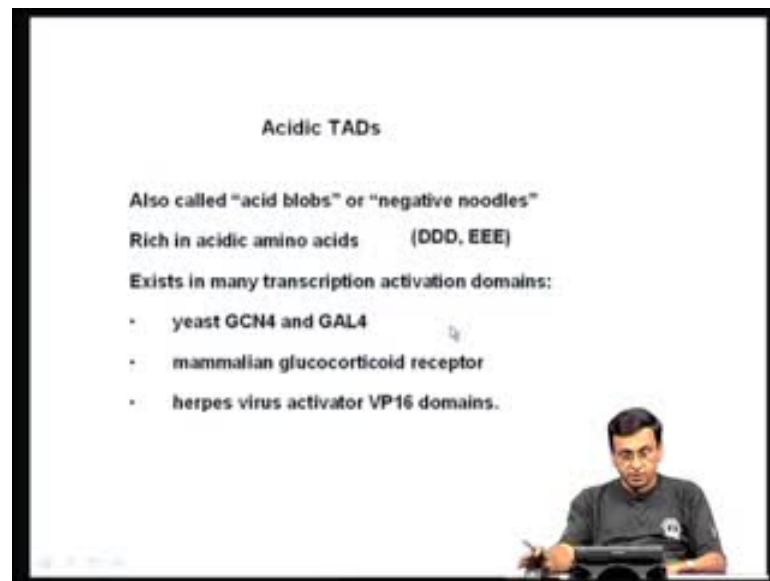 Acidic TADs
Also called “acid blobs” or “negative noodles”
Rich in acidic amino acids (DDD, EEE)
Exists in many transcription activation domains:
· yeast GCN4 and GAL4
· mammalian glucocorticoid receptor
· herpes virus activator VP16 domains.